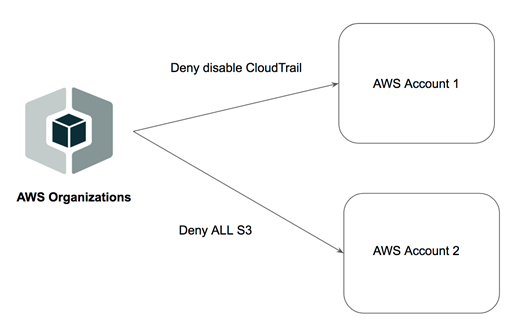 Deny disable CloudTrail
AWS Account 1
AWS Organizations
Deny ALL S3
AWS Account 2